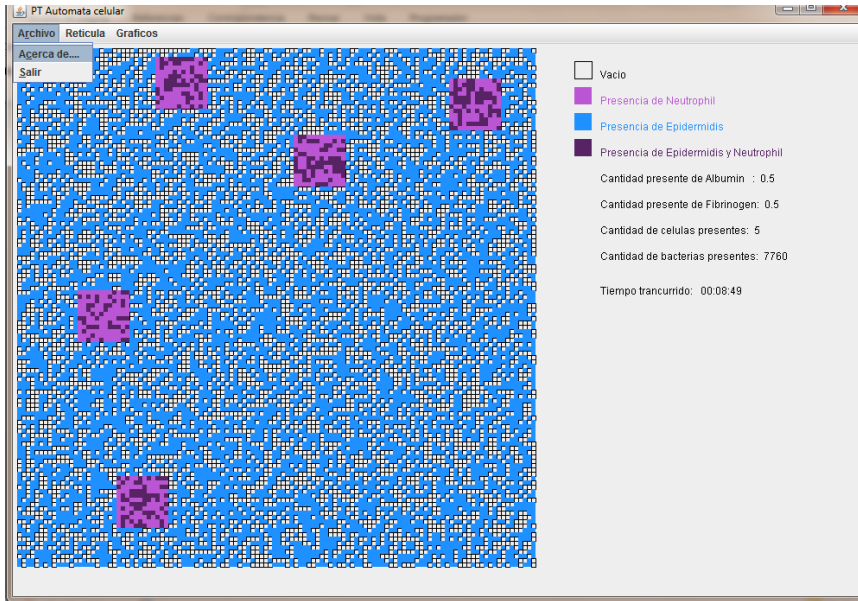 PT Automata celular
Archivo Reticula Graficos
Acerca de....
Salir
Vacio
Presencia de Neutrophil
Presencia de Epidermidis
Presencia de Epidermidis y Neutrophil
Cantidad presente de Albumin : 0.5
Cantidad presente de Fibrinogen: 0.5
Cantidad de celulas presentes: 5
Cantidad de bacterias presentes: 7760
Tiempo trancurrido: 00:08:49